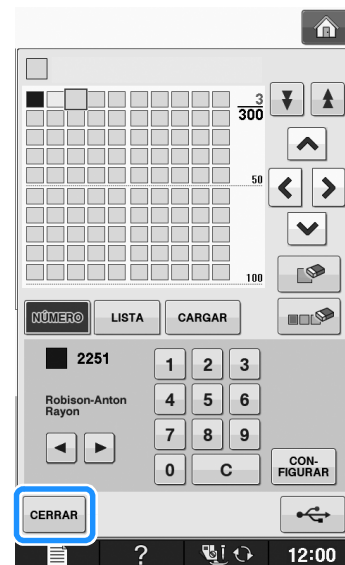 3
300
50
100
NÚMERO LISTA CARGAR
2251
1 2 3
Robison-Anton
Rayon
4 5 6
7 8 9
0 C
CON-
FIGURAR
CERRAR
? 12:00